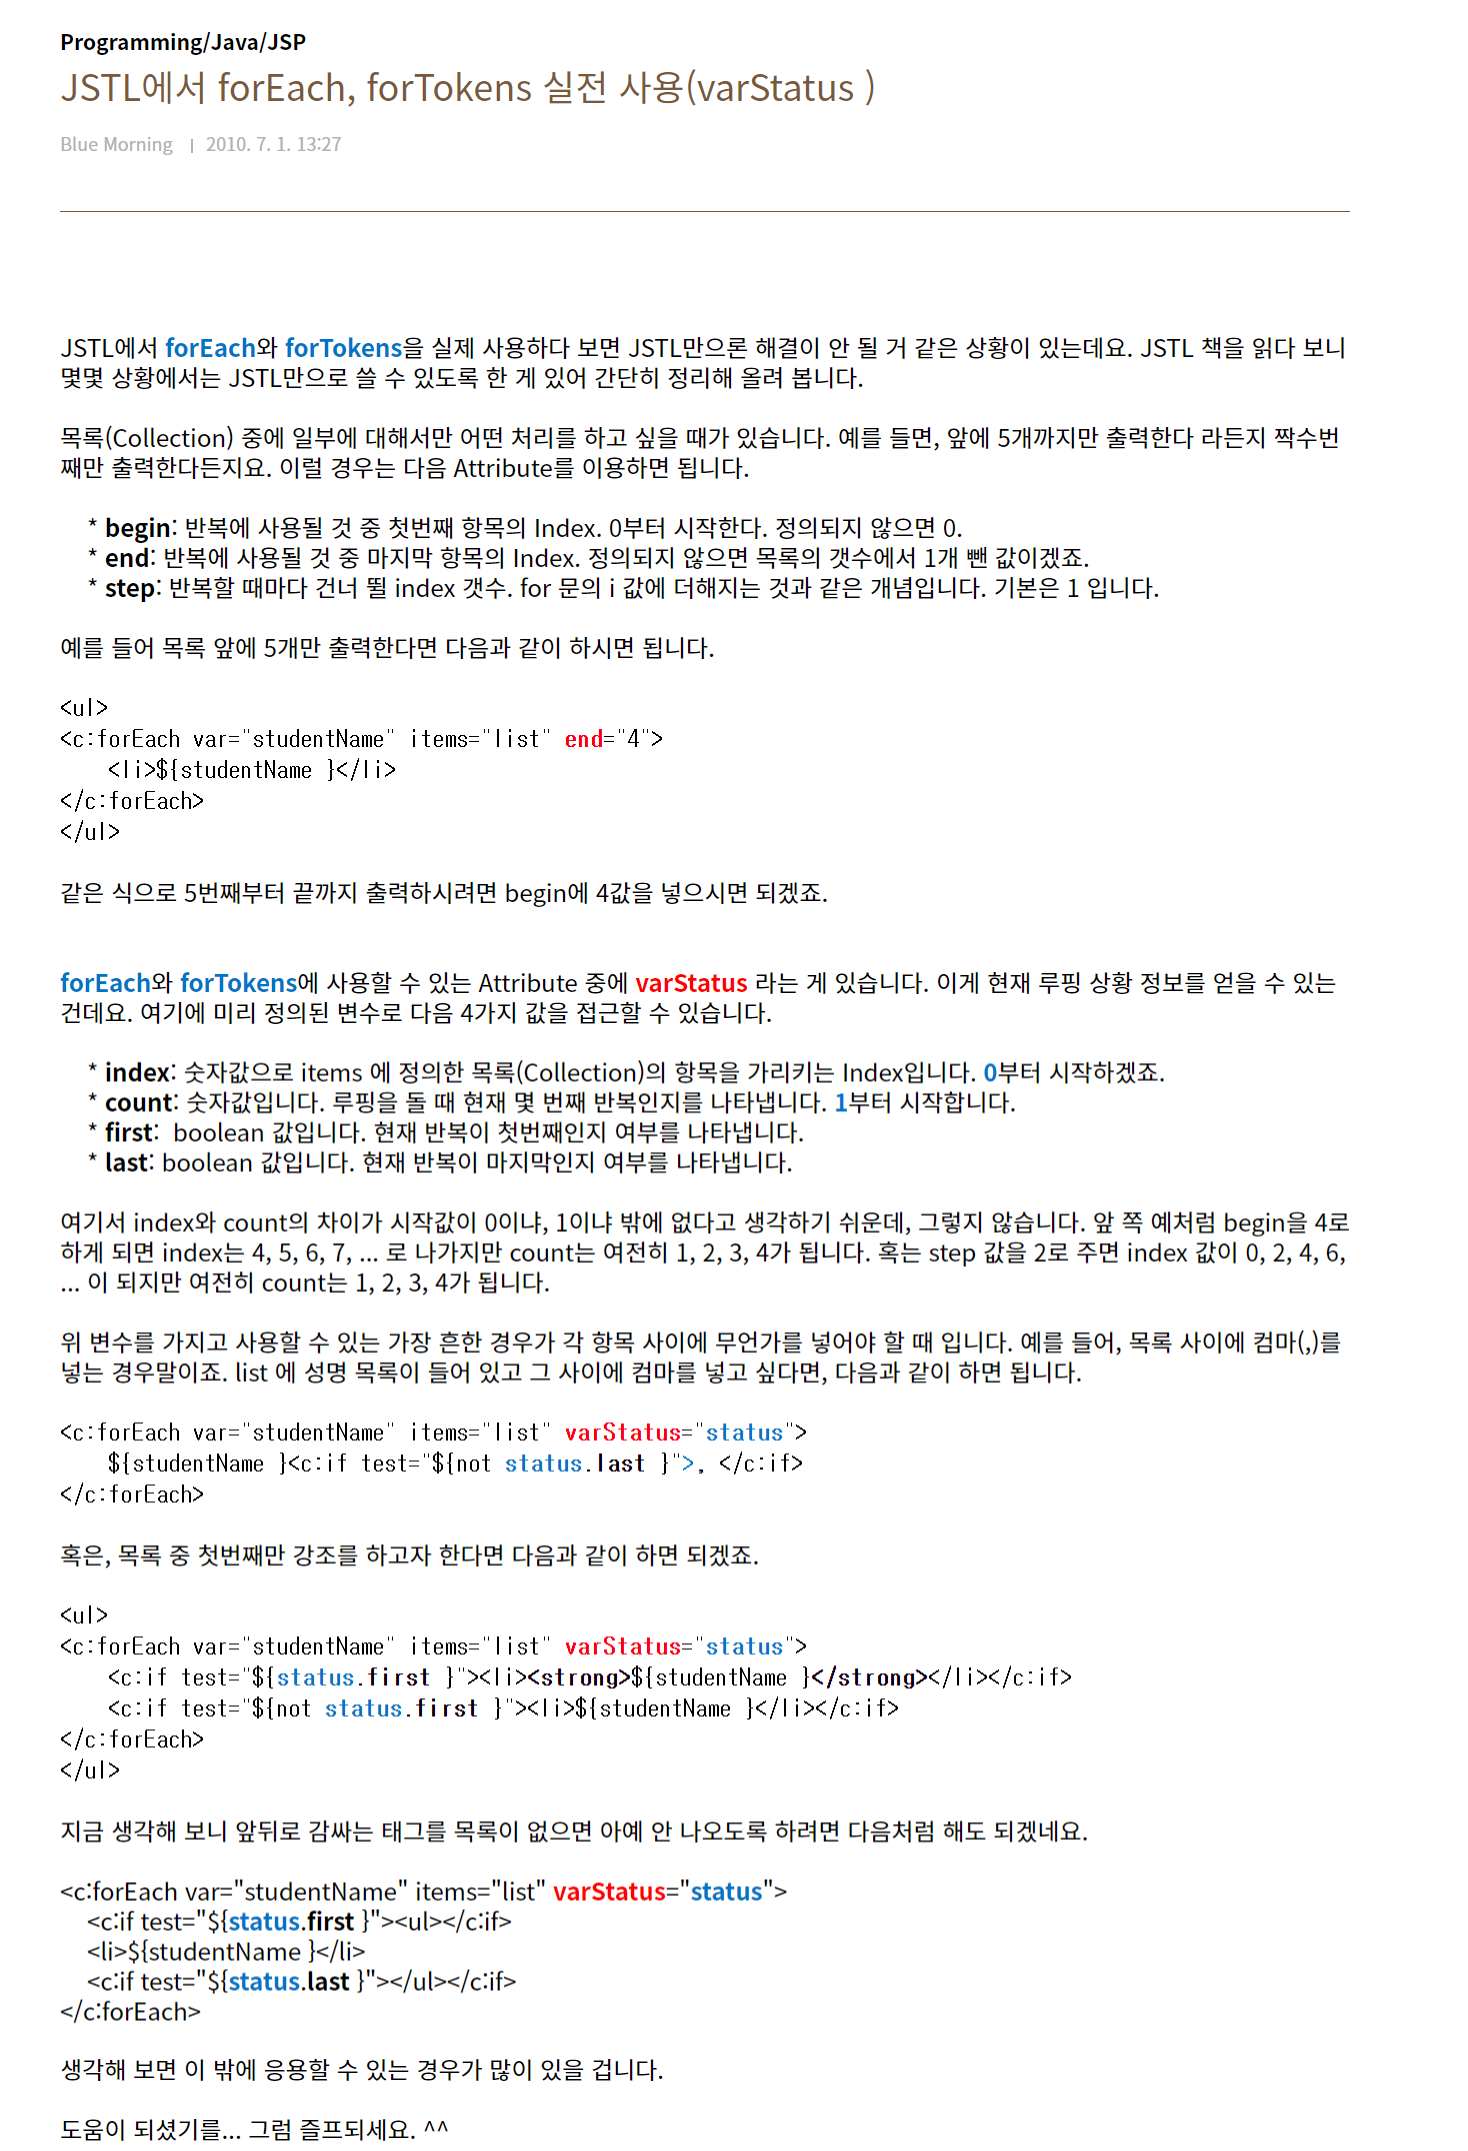 Programming/Java/JSP
JSTL에서 forEach, forTokens 실전 사용(varStatus )
Blue Morning | 2010. 7. 1. 13:27
JSTL에서 forEach와 forTokens을 실제 사용하다 보면 JSTL만으론 해결이 안 될 거 같은 상황이 있는데요. JSTL 책을 읽다 보니
몇몇 상황에서는 JSTL만으로 쓸 수 있도록 한 게 있어 간단히 정리해 올려 봅니다.
목록(Collection) 중에 일부에 대해서만 어떤 처리를 하고 싶을 때가 있습니다. 예를 들면, 앞에 5개까지만 출력한다 라든지 짝수번
째만 출력한다든지요. 이럴 경우는 다음 Attribute를 이용하면 됩니다.
* begin: 반복에 사용될 것 중 첫번째 항목의 Index. 0부터 시작한다. 정의되지 않으면 0.
* end: 반복에 사용될 것 중 마지막 항목의 Index. 정의되지 않으면 목록의 갯수에서 1개 뺀 값이겠죠.
* step: 반복할 때마다 건너 뛸 index 갯수. for 문의 i 값에 더해지는 것과 같은 개념입니다. 기본은 1 입니다.
예를 들어 목록 앞에 5개만 출력한다면 다음과 같이 하시면 됩니다.
<ul>
<c:forEach var="studentName" items="list" end="4">
<li>${studentName }</li>
</c:forEach>
</ul>
같은 식으로 5번째부터 끝까지 출력하시려면 begin에 4값을 넣으시면 되겠죠.
forEach와 forTokens에 사용할 수 있는 Attribute 중에 varStatus 라는 게 있습니다. 이게 현재 루핑 상황 정보를 얻을 수 있는
건데요. 여기에 미리 정의된 변수로 다음 4가지 값을 접근할 수 있습니다.
* index: 숫자값으로 items 에 정의한 목록(Collection)의 항목을 가리키는 Index입니다. 0부터 시작하겠죠.
* count: 숫자값입니다. 루핑을 돌 때 현재 몇 번째 반복인지를 나타냅니다. 1부터 시작합니다.
* first:  boolean 값입니다. 현재 반복이 첫번째인지 여부를 나타냅니다.
* last: boolean 값입니다. 현재 반복이 마지막인지 여부를 나타냅니다.
여기서 index와 count의 차이가 시작값이 0이냐, 1이냐 밖에 없다고 생각하기 쉬운데, 그렇지 않습니다. 앞 쪽 예처럼 begin을 4로
하게 되면 index는 4, 5, 6, 7, ... 로 나가지만 count는 여전히 1, 2, 3, 4가 됩니다. 혹는 step 값을 2로 주면 index 값이 0, 2, 4, 6,
... 이 되지만 여전히 count는 1, 2, 3, 4가 됩니다.
위 변수를 가지고 사용할 수 있는 가장 흔한 경우가 각 항목 사이에 무언가를 넣어야 할 때 입니다. 예를 들어, 목록 사이에 컴마(,)를
넣는 경우말이죠. list 에 성명 목록이 들어 있고 그 사이에 컴마를 넣고 싶다면, 다음과 같이 하면 됩니다.
<c:forEach var="studentName" items="list" varStatus="status">
${studentName }<c:if test="${not status.last }">, </c:if>
</c:forEach>
혹은, 목록 중 첫번째만 강조를 하고자 한다면 다음과 같이 하면 되겠죠.
<ul>
<c:forEach var="studentName" items="list" varStatus="status">
<c:if test="${status.first }"><li><strong>${studentName }</strong></li></c:if>
<c:if test="${not status.first }"><li>${studentName }</li></c:if>
</c:forEach>
</ul>
지금 생각해 보니 앞뒤로 감싸는 태그를 목록이 없으면 아예 안 나오도록 하려면 다음처럼 해도 되겠네요.
<c:forEach var="studentName" items="list" varStatus="status">
<c:if test="${status.first }"><ul></c:if>
<li>${studentName }</li>
<c:if test="${status.last }"></ul></c:if>
</c:forEach>
생각해 보면 이 밖에 응용할 수 있는 경우가 많이 있을 겁니다.
도움이 되셨기를... 그럼 즐프되세요. ^^